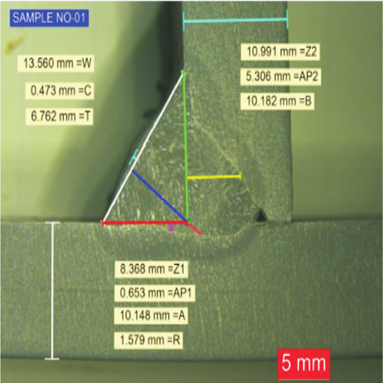 SAMPLE NO-01
13.560 mm =W
0.473 mm =C
6.762 mm =T
10.991 mm =Z2
5.306 mm =AP2
10.182 mm =B
8.368 mm =Z1
0.653 mm =AP1
10.148 mm =A
1.579 mm =R
5 mm